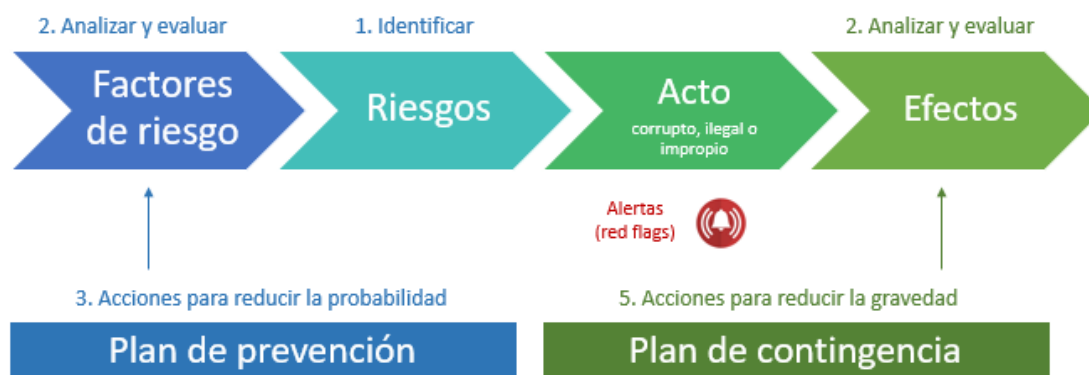 2. Analizar y evaluar
1. Identificar
2. Analizar y evaluar
Factores
de riesgo
Riesgos
Acto
corrupto, ilegal o
impropio
Efectos
Alertas
(red flags)
3. Acciones para reducir la probabilidad
5. Acciones para reducir la gravedad
Plan de prevención
Plan de contingencia